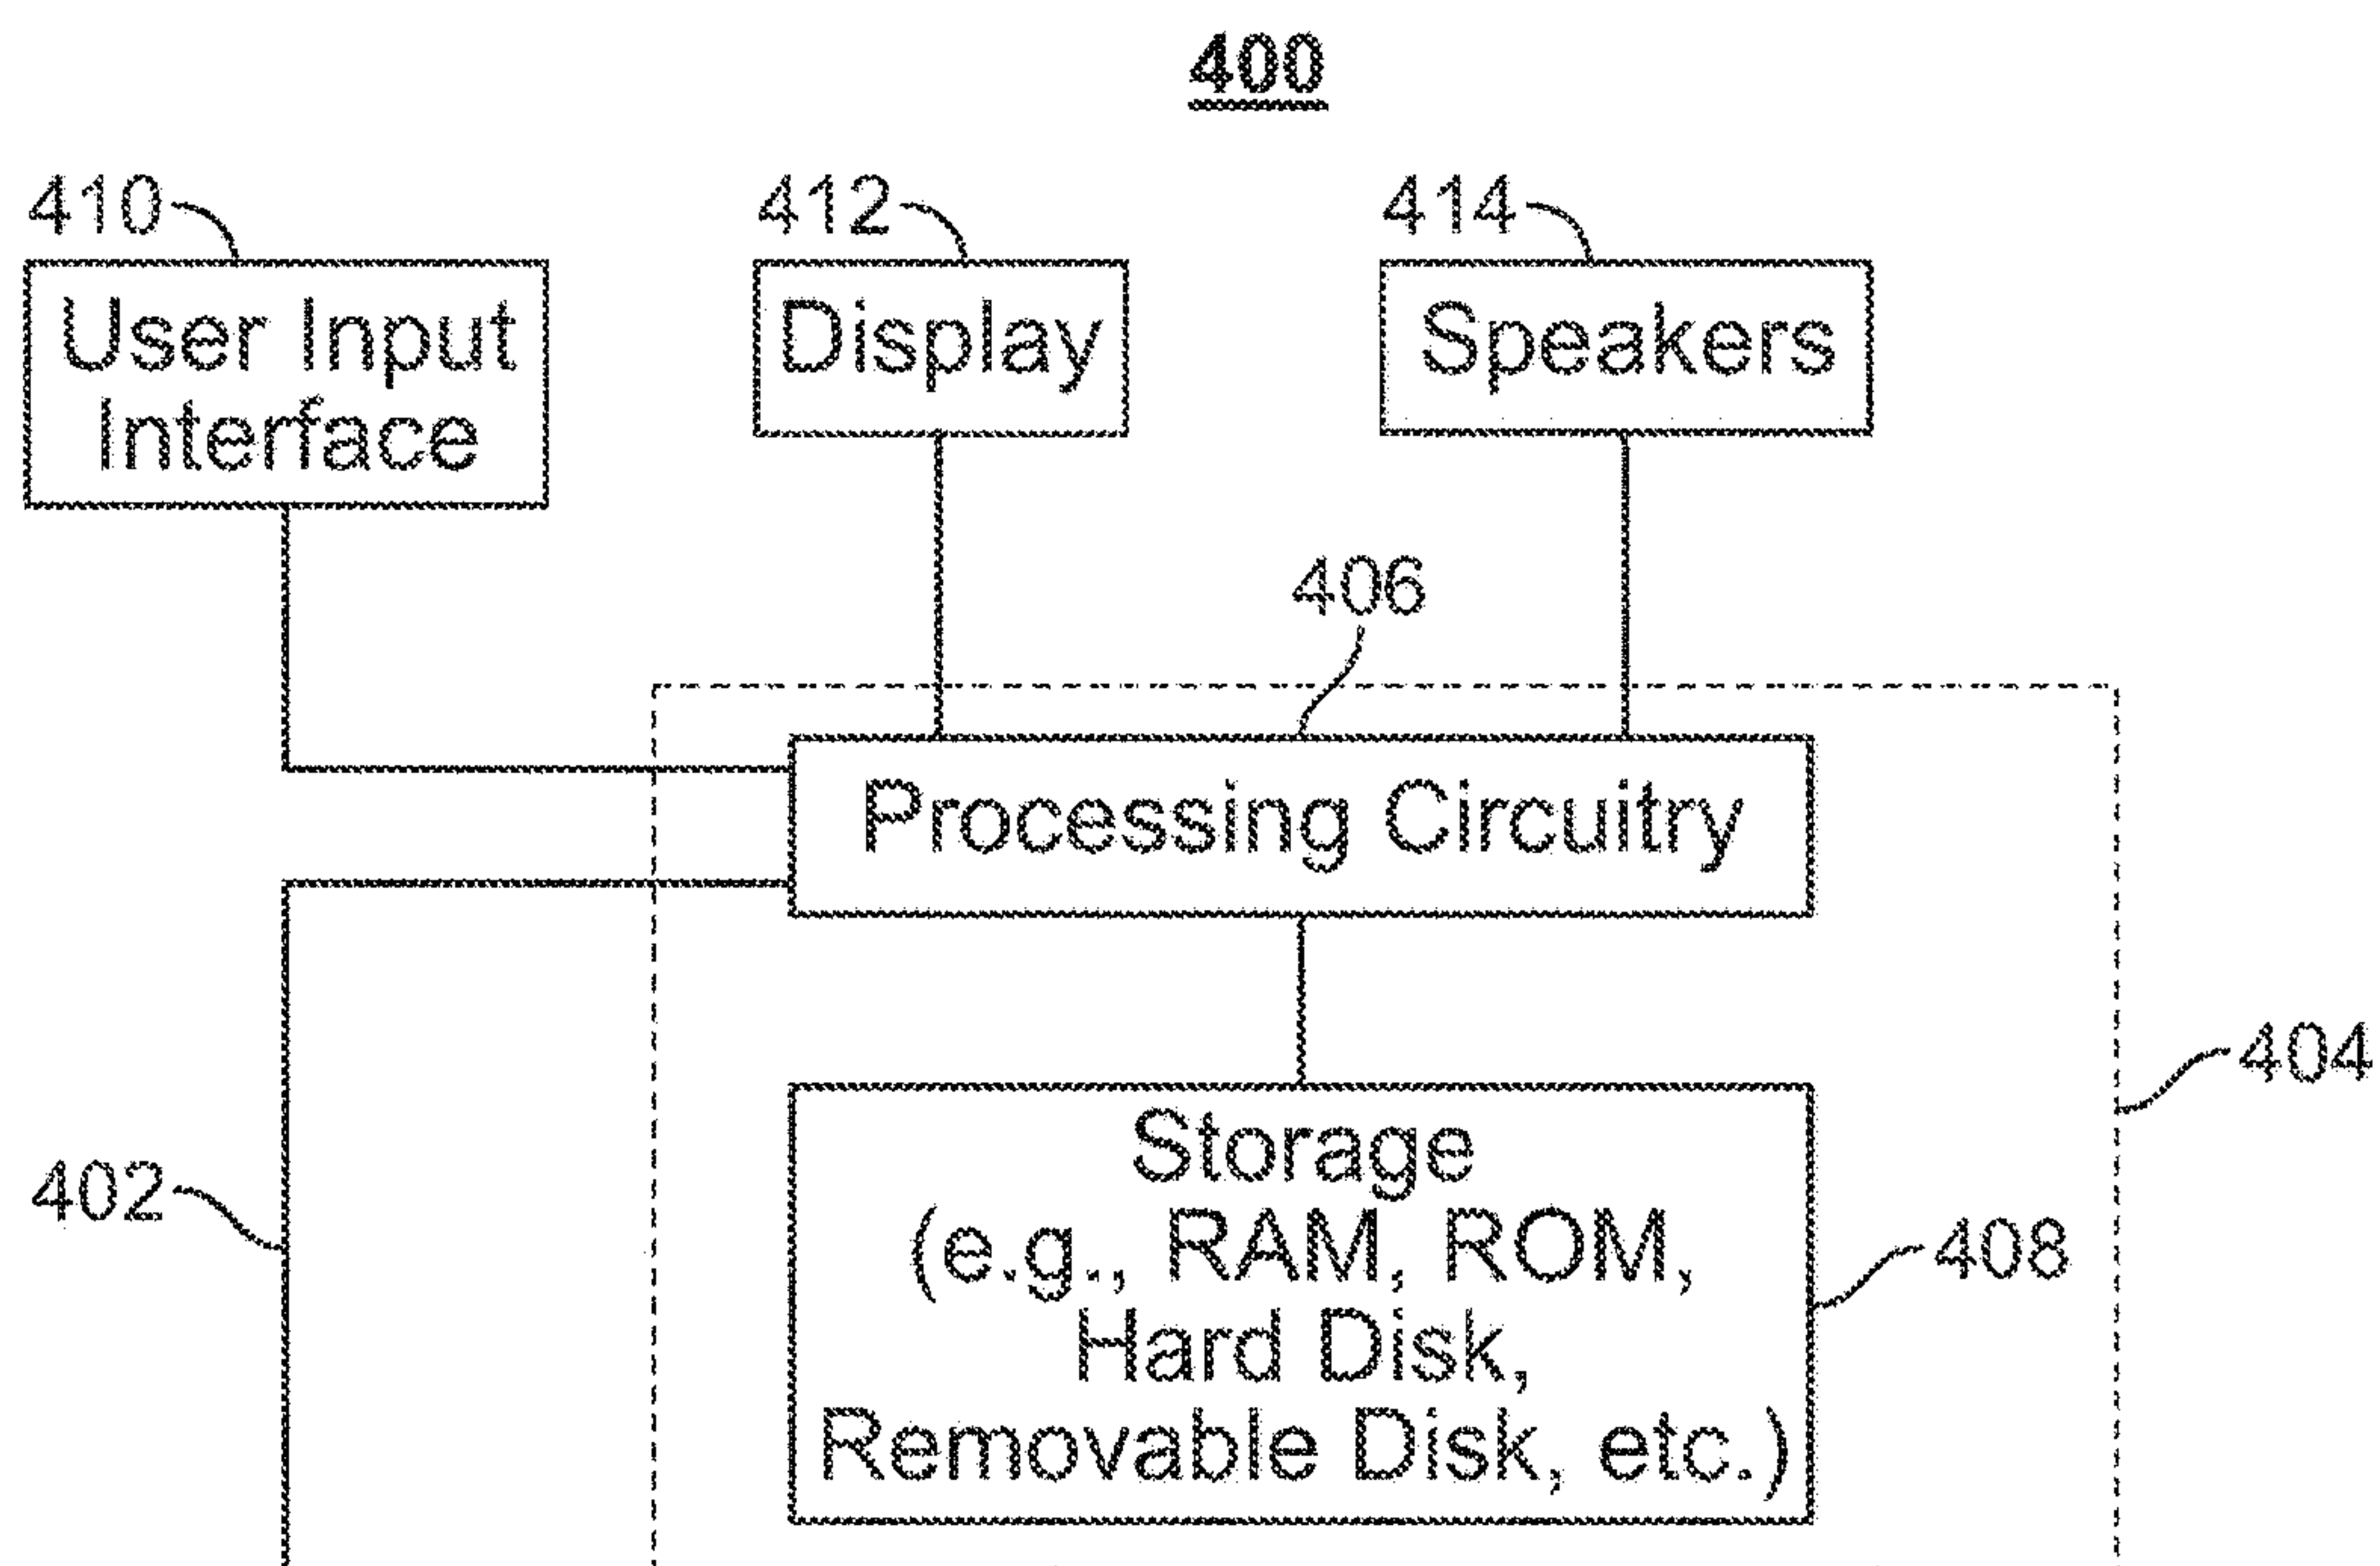 400
410
412
414
User Input
Interface
Display
Speakers
406
Processing Circuitry
404
402
Storage
(e.g., RAM, ROM,
Hard Disk,
Removable Disk, etc.)
408